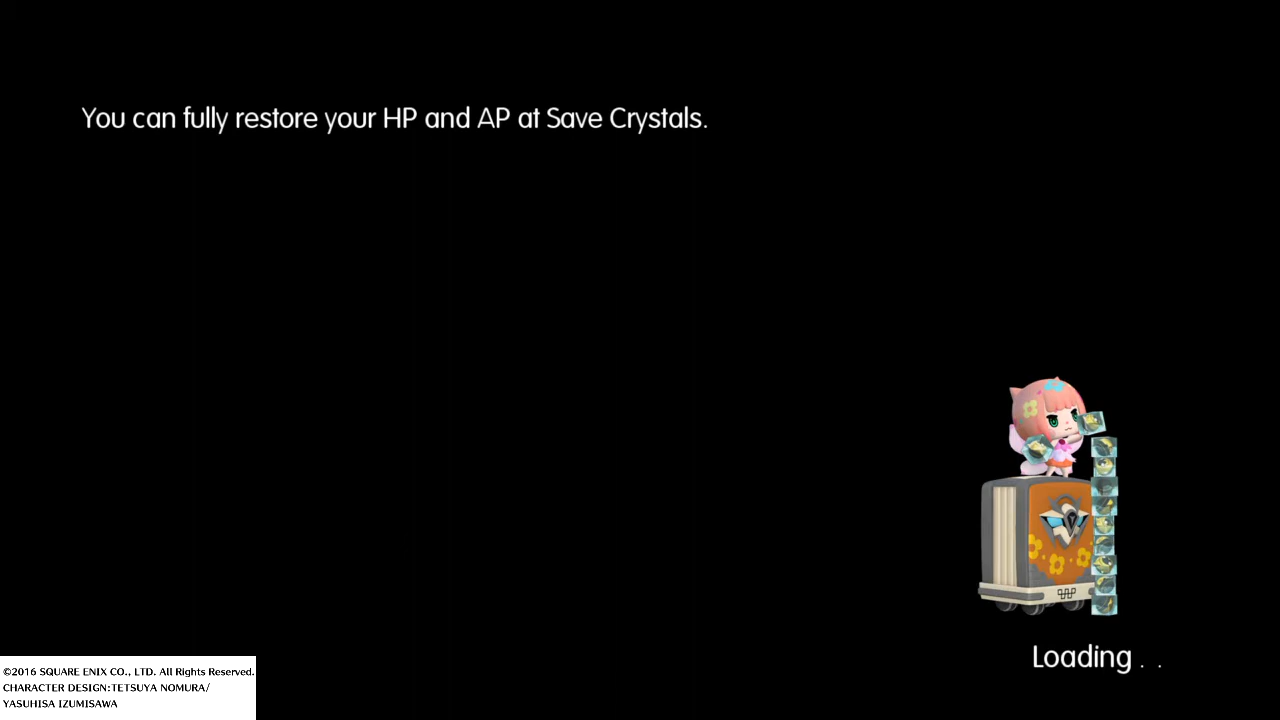 You can fully restore your HP and AP at Save Crystals.
Loading . .
©2016 SQUARE ENIX CO., LTD. All Rights Reserved.
CHARACTER DESIGN:TETSUYA NOMURA/
YASUHISA IZUMISAWA